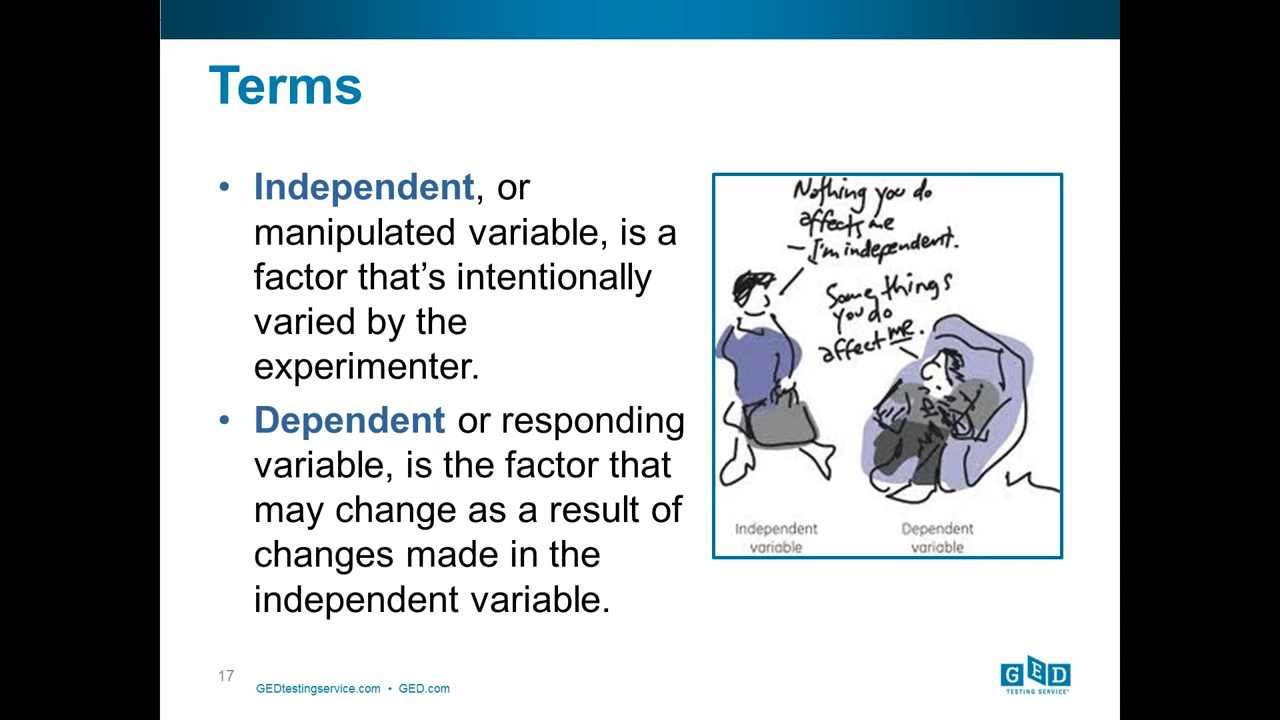 Terms
• Independent, or
manipulated variable, is a
factor that’s intentionally
varied by the
experimenter.
• Dependent or responding
variable, is the factor that
may change as a result of
changes made in the
independent variable.
Nothing you do
affects me
– I'm independent.
Some things
you do
affect me.
Independent
variable
Dependent
variable
17
GEDtestingservice.com • GED.com
GED
TESTING SERVICE®